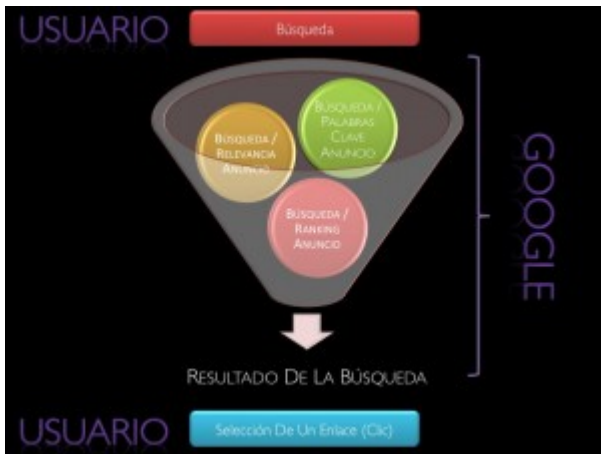 USUARIO
Búsqueda
BÚSQUEDA /
PALABRAS
CLAVE
ANUNCIO
BÚSQUEDA /
RELEVANCIA
ANUNCIO
BÚSQUEDA /
RANKING
ANUNCIO
GOOGLE
RESULTADO DE LA BÚSQUEDA
USUARIO
Selección De Un Enlace (Clic)